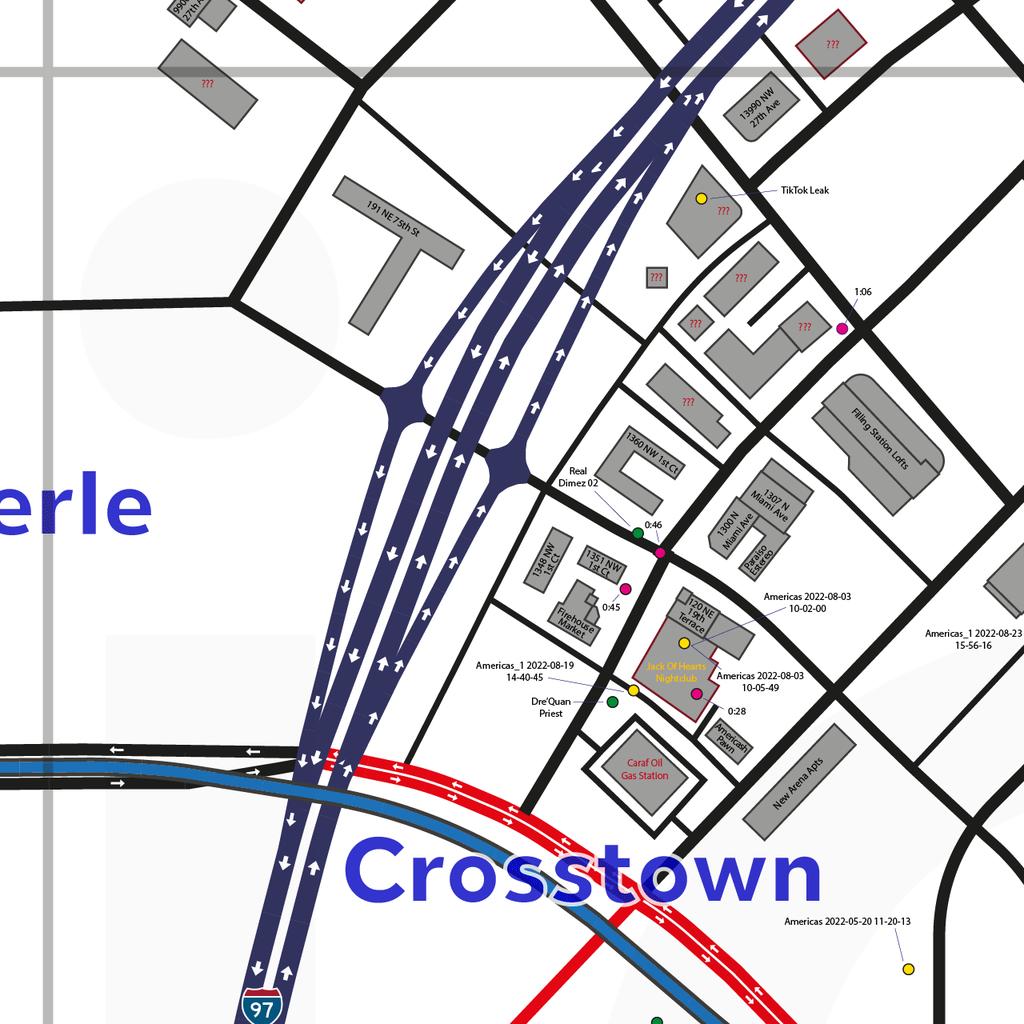 990
27th A
???
???
13990 NW
27th Ave
TikTok Leak
???
191 NE 75th St
???
???
1:06
???
???
???
Filling Station Lofts
1360 NW 1st Ct
Real
Dimez 02
erle
1307 N
Miami Ave
1300 N
Miami Ave
Paraiso
Estereo
0:46
1348 NW
1st Ct
1351 NW
1st Ct
0:45
Firehouse
Market
120 NE
19th
Terrace
Americas 2022-08-03
10-02-00
Americas_1 2022-08-23
15-56-16
Americas_1 2022-08-19
14-40-45
Jack Of Hearts
Nightclub
Americas 2022-08-03
10-05-49
0:28
Dre'Quan
Priest
Americash
Pawn
Caraf Oil
Gas Station
New Arena Apts
Crosstown
Americas 2022-05-20 11-20-13
97